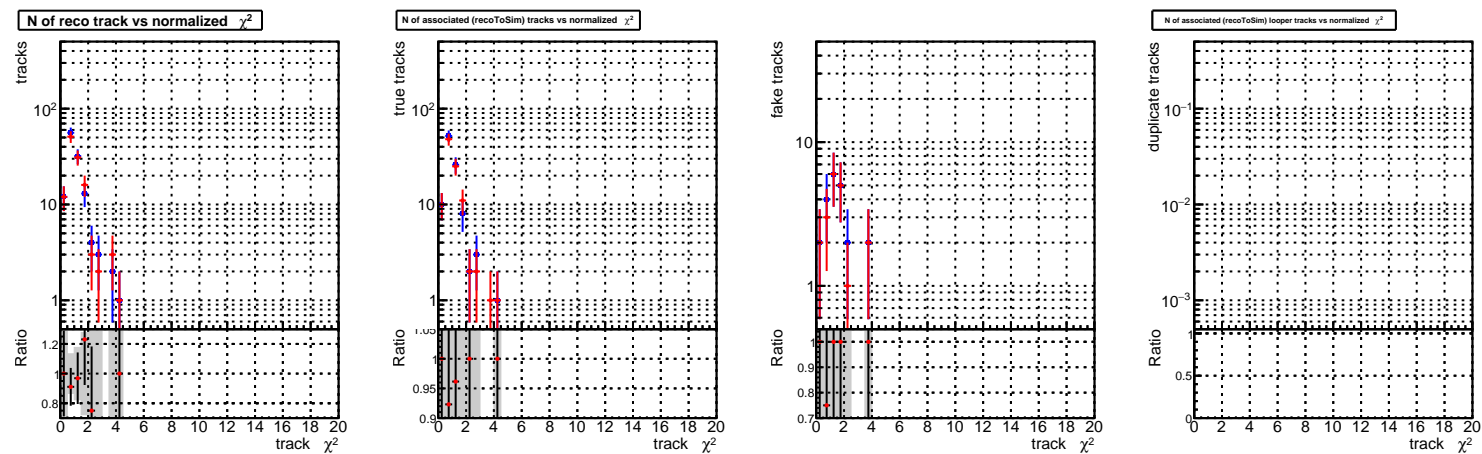 N of reco track vs normalized χ²
tracks
10²
10
1
Ratio
1.2
1
0.8
0 2 4 6 8 10 12 14 16 18 20
track χ²
N of associated (recoToSim) tracks vs normalized χ²
true tracks
10²
10
1
Ratio
1.05
1
0.95
0.9
0 2 4 6 8 10 12 14 16 18 20
track χ²
fake tracks
10
1
Ratio
1
0.9
0.8
0.7
0 2 4 6 8 10 12 14 16 18 20
track χ²
N of associated (recoToSim) looper tracks vs normalized χ²
duplicate tracks
10⁻¹
10⁻²
10⁻³
Ratio
0.5
0
0 2 4 6 8 10 12 14 16 18 20
track χ²